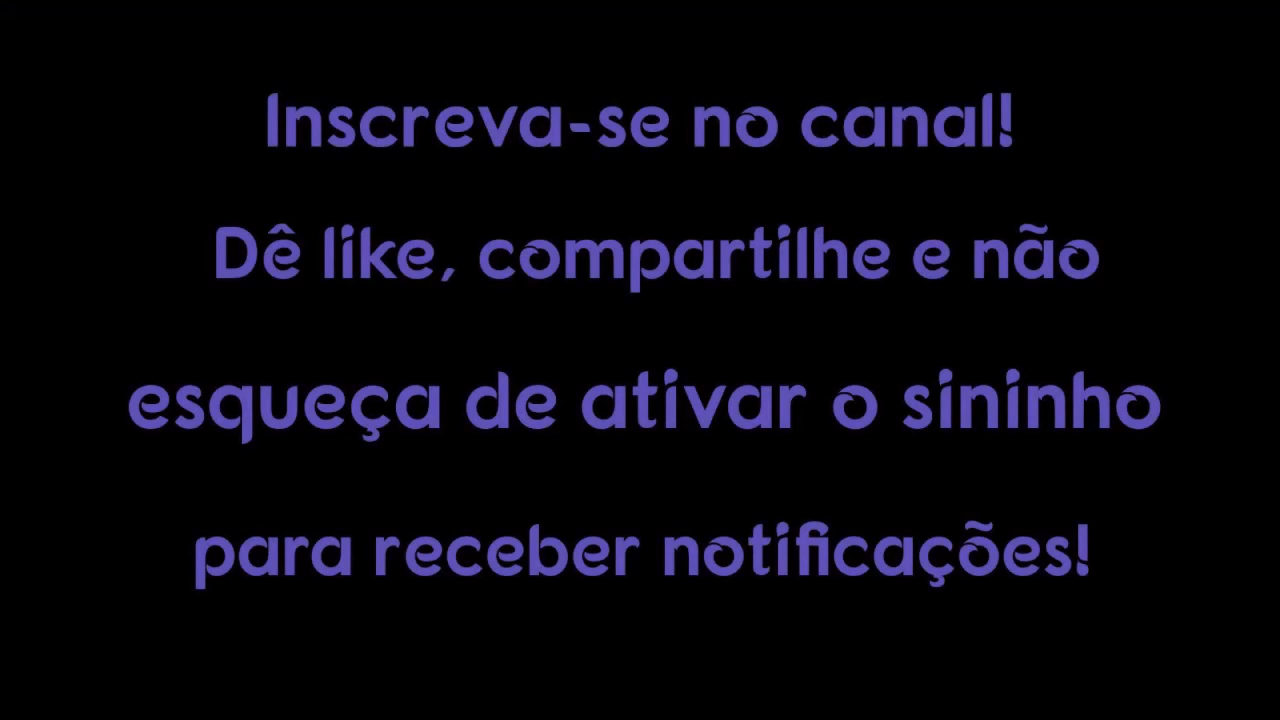 Inscreva-se no canal!
Dê like, compartilhe e não
esqueça de ativar o sininho
para receber notificações!